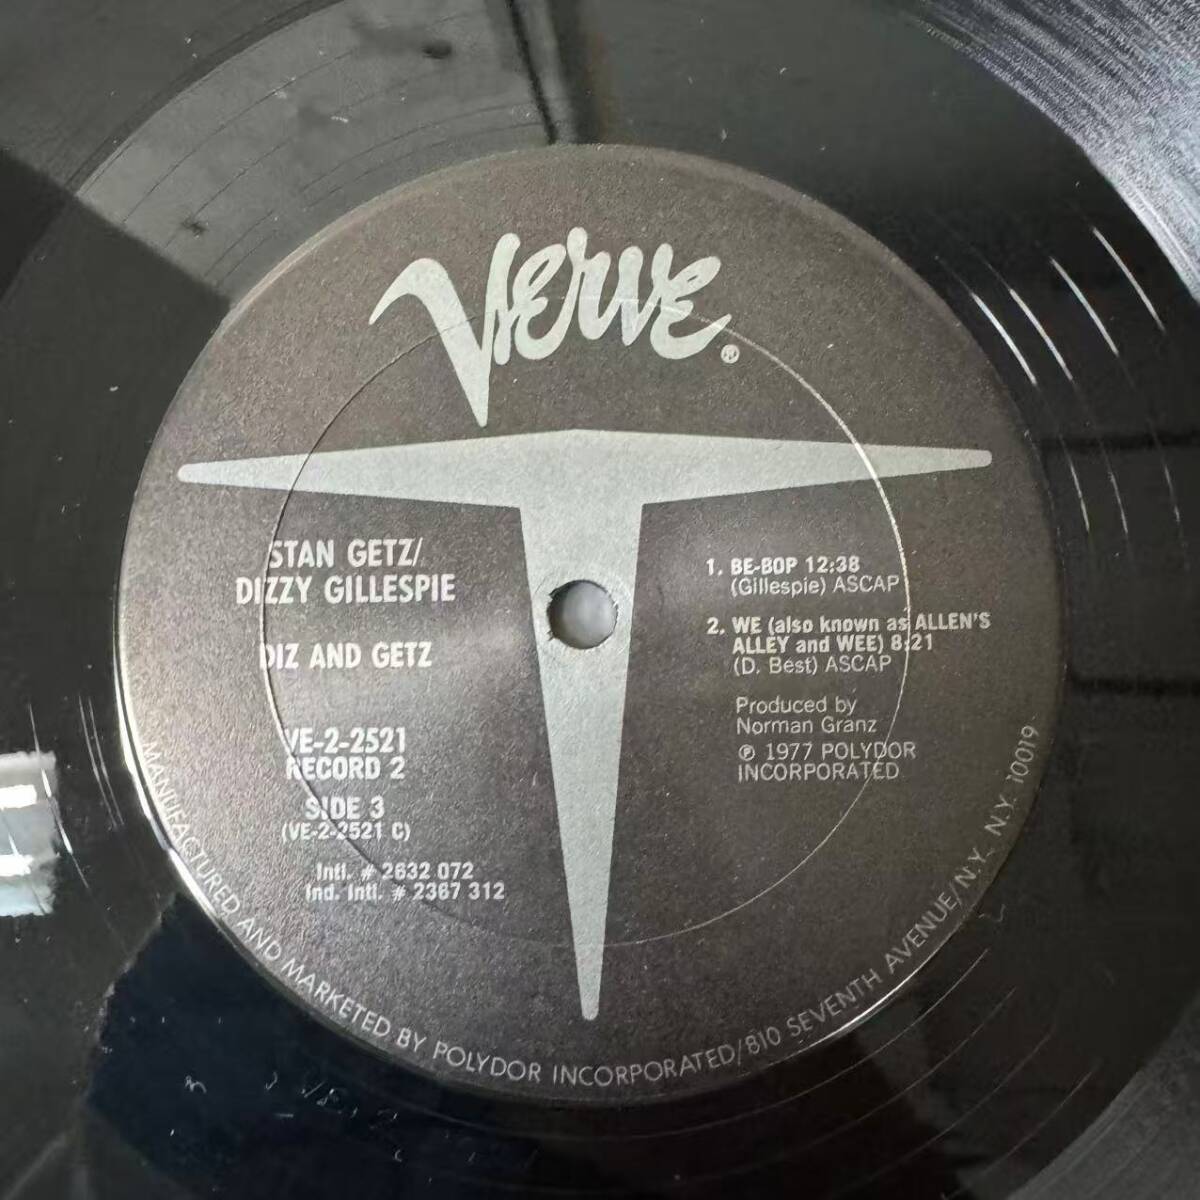 Verve®
STAN GETZ/
DIZZY GILLESPIE
DIZ AND GETZ
VE-2-2521
RECORD 2
SIDE 3
(VE-2-2521 C)
Intl. # 2632 072
Ind. Intl. # 2367 312
1. BE-BOP 12:38
(Gillespie) ASCAP
2. WE (also known as ALLEN'S
ALLEY and WEE) 8:21
(D. Best) ASCAP
Produced by
Norman Granz
℗ 1977 POLYDOR
INCORPORATED
MANUFACTURED AND MARKETED BY POLYDOR INCORPORATED/810 SEVENTH AVENUE/N.Y. N.Y. 10019